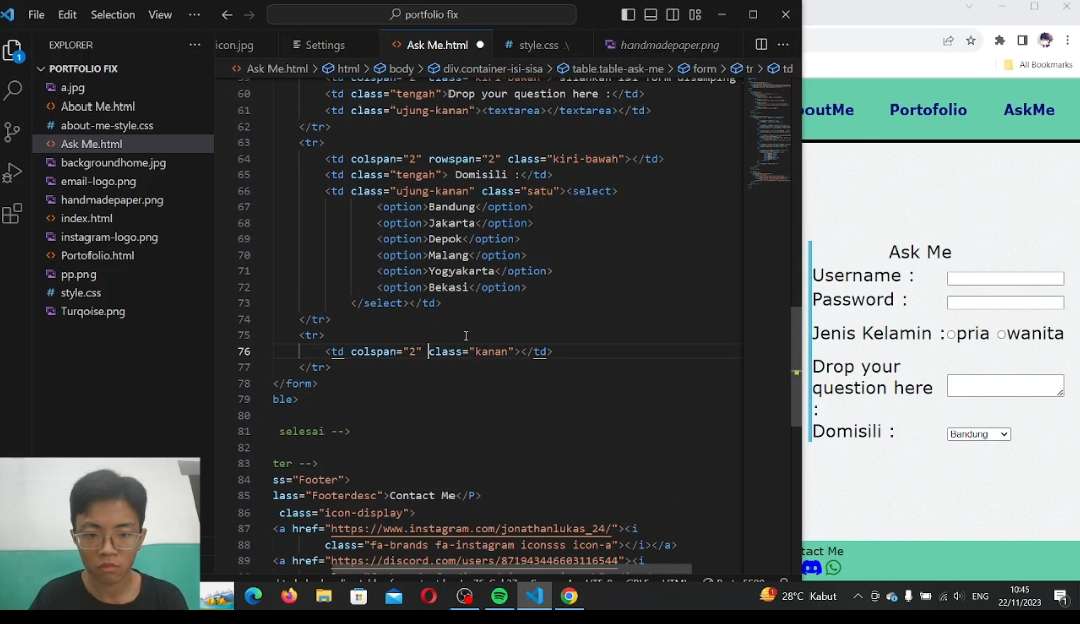 File Edit Selection View ··· portfolio fix
EXPLORER ···
icon.jpg Settings Ask Me.html style.css handmadepaper.png ···
PORTFOLIO FIX
Ask Me.html > html > body > div.container-isi-sisa > table.table-ask-me > form > tr > td
a.jpg
About Me.html
about-me-style.css
Ask Me.html
backgroundhome.jpg
email-logo.png
handmadepaper.png
index.html
instagram-logo.png
Portofolio.html
pp.png
style.css
Turqoise.png
60 <td class="tengah">Drop your question here :</td>
61 <td class="ujung-kanan"><textarea></textarea></td>
62 </tr>
63 <tr>
64 <td colspan="2" rowspan="2" class="kiri-bawah"></td>
65 <td class="tengah"> Domisili :</td>
66 <td class="ujung-kanan" class="satu"><select>
67 <option>Bandung</option>
68 <option>Jakarta</option>
69 <option>Depok</option>
70 <option>Malang</option>
71 <option>Yogyakarta</option>
72 <option>Bekasi</option>
73 </select></td>
74 </tr>
75 <tr>
76 <td colspan="2" class="kanan"></td>
77 </tr>
78 </form>
79 ble>
80
81 selesai -->
82
83 ter -->
84 ss="Footer">
85 lass="Footerdesc">Contact Me</P>
86 class="icon-display">
87 <a href="https://www.instagram.com/jonathanlukas_24/"><i
88 class="fa-brands fa-instagram iconsss icon-a"></i></a>
89 <a href="https://discord.com/users/871943446603116544"><i
All Bookmarks
outMe Portofolio AskMe
Ask Me
Username :
Password :
Jenis Kelamin : pria wanita
Drop your
question here
:
Domisili : Bandung
tact Me
28°C Kabut ENG 10:45
22/11/2023